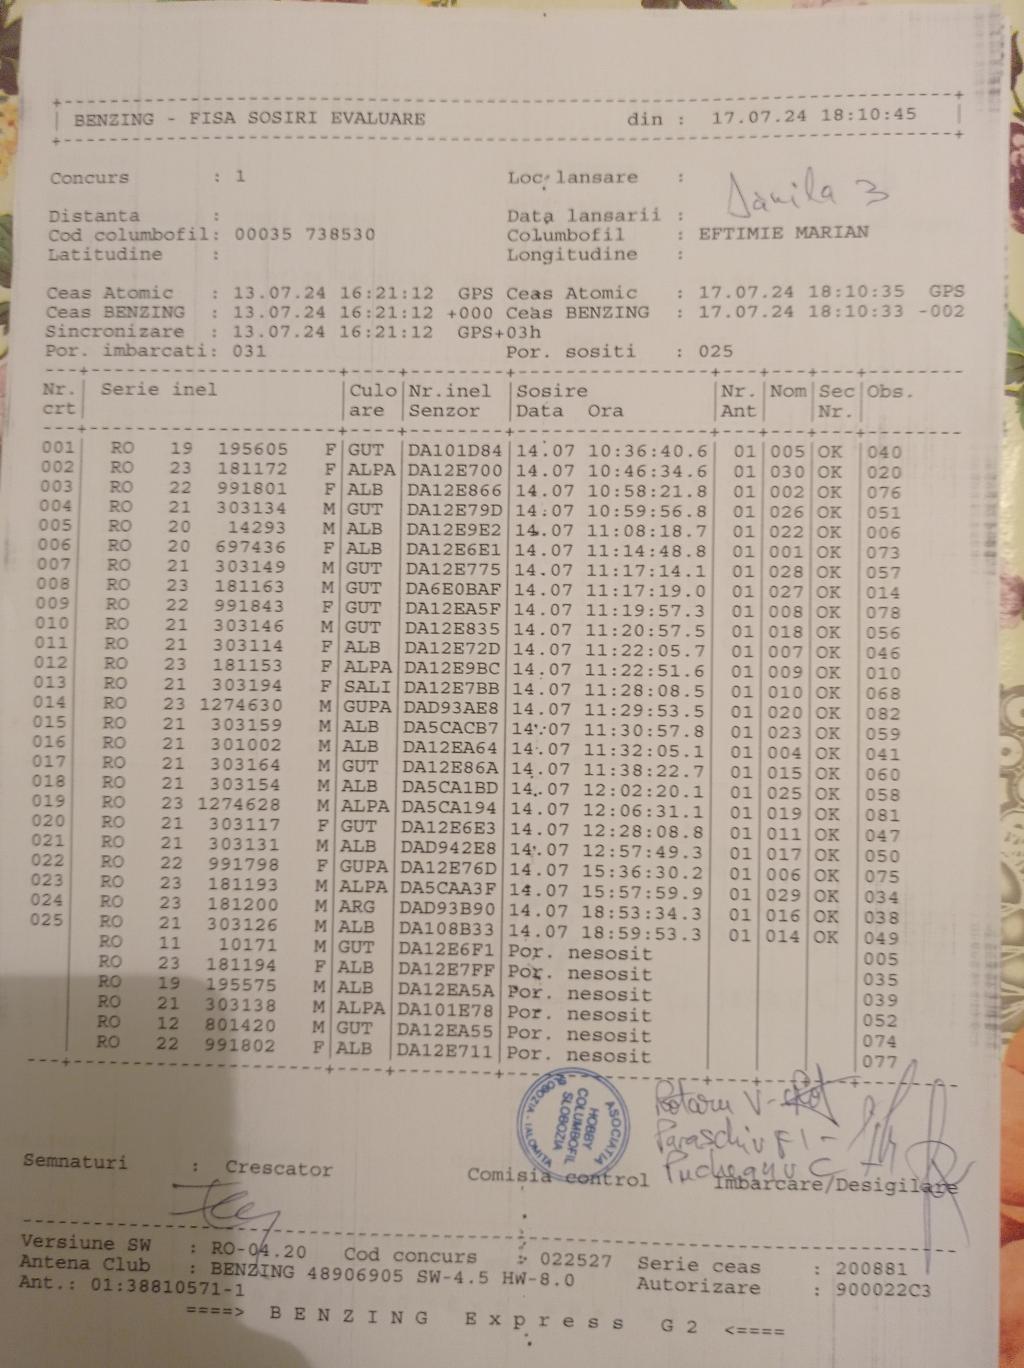 BENZING - FISA SOSIRI EVALUARE din : 17.07.24 18:10:45
Concurs : 1 Loc lansare : Danila 3
Distanta : Data lansarii :
Cod columbofil: 00035 738530 Columbofil : EFTIMIE MARIAN
Latitudine : Longitudine :
Ceas Atomic : 13.07.24 16:21:12 GPS Ceas Atomic : 17.07.24 18:10:35 GPS
Ceas BENZING : 13.07.24 16:21:12 +000 Ceas BENZING : 17.07.24 18:10:33 -002
Sincronizare : 13.07.24 16:21:12 GPS+03h
Por. imbarcati: 031 Por. sositi : 025
Nr. Serie inel Culo Nr.inel Sosire Nr. Nom Sec Obs.
crt are Senzor Data Ora Ant Nr.
001 RO 19 195605 F GUT DA101D84 14.07 10:36:40.6 01 005 OK 040
002 RO 23 181172 F ALPA DA12E700 14.07 10:46:34.6 01 030 OK 020
003 RO 22 991801 F ALB DA12E866 14.07 10:58:21.8 01 002 OK 076
004 RO 21 303134 M GUT DA12E79D 14.07 10:59:56.8 01 026 OK 051
005 RO 20 14293 M ALB DA12E9E2 14.07 11:08:18.7 01 022 OK 006
006 RO 20 697436 F ALB DA12E6E1 14.07 11:14:48.8 01 001 OK 073
007 RO 21 303149 M GUT DA12E775 14.07 11:17:14.1 01 028 OK 057
008 RO 23 181163 M GUT DA6E0BAF 14.07 11:17:19.0 01 027 OK 014
009 RO 22 991843 F GUT DA12EA5F 14.07 11:19:57.3 01 008 OK 078
010 RO 21 303146 M GUT DA12E835 14.07 11:20:57.5 01 018 OK 056
011 RO 21 303114 F ALB DA12E72D 14.07 11:22:05.7 01 007 OK 046
012 RO 23 181153 F ALPA DA12E9BC 14.07 11:22:51.6 01 009 OK 010
013 RO 21 303194 F SALI DA12E7BB 14.07 11:28:08.5 01 010 OK 068
014 RO 23 1274630 M GUPA DAD93AE8 14.07 11:29:53.5 01 020 OK 082
015 RO 21 303159 M ALB DA5CACB7 14.07 11:30:57.8 01 023 OK 059
016 RO 21 301002 M ALB DA12EA64 14.07 11:32:05.1 01 004 OK 041
017 RO 21 303164 M GUT DA12E86A 14.07 11:38:22.7 01 015 OK 060
018 RO 21 303154 M ALB DA5CA1BD 14.07 12:02:20.1 01 025 OK 058
019 RO 23 1274628 M ALPA DA5CA194 14.07 12:06:31.1 01 019 OK 081
020 RO 21 303117 F GUT DA12E6E3 14.07 12:28:08.8 01 011 OK 047
021 RO 21 303131 M ALB DAD942E8 14.07 12:57:49.3 01 017 OK 050
022 RO 22 991798 F GUPA DA12E76D 14.07 15:36:30.2 01 006 OK 075
023 RO 23 181193 M ALPA DA5CAA3F 14.07 15:57:59.9 01 029 OK 034
024 RO 23 181200 M ARG DAD93B90 14.07 18:53:34.3 01 016 OK 038
025 RO 21 303126 M ALB DA108B33 14.07 18:59:53.3 01 014 OK 049
RO 11 10171 M GUT DA12E6F1 Por. nesosit 005
RO 23 181194 F ALB DA12E7FF Por. nesosit 035
RO 19 195575 M ALB DA12EA5A Por. nesosit 039
RO 21 303138 M ALPA DA101E78 Por. nesosit 052
RO 12 801420 M GUT DA12EA55 Por. nesosit 074
RO 22 991802 F ALB DA12E711 Por. nesosit 077
ASOCIATIA HOBBY COLUMBOFIL SLOBOZIA SLOBOZIA - IALOMITA
Rotaru V-
Paraschiv Fl -
Semnaturi : Crescator Comisia control Imbarcare/Desigilare
Versiune SW : RO-04.20 Cod concurs : 022527 Serie ceas : 200881
Antena Club : BENZING 48906905 SW-4.5 HW-8.0 Autorizare : 900022C3
Ant.: 01:38810571-1
====> BENZING Express G2 <====